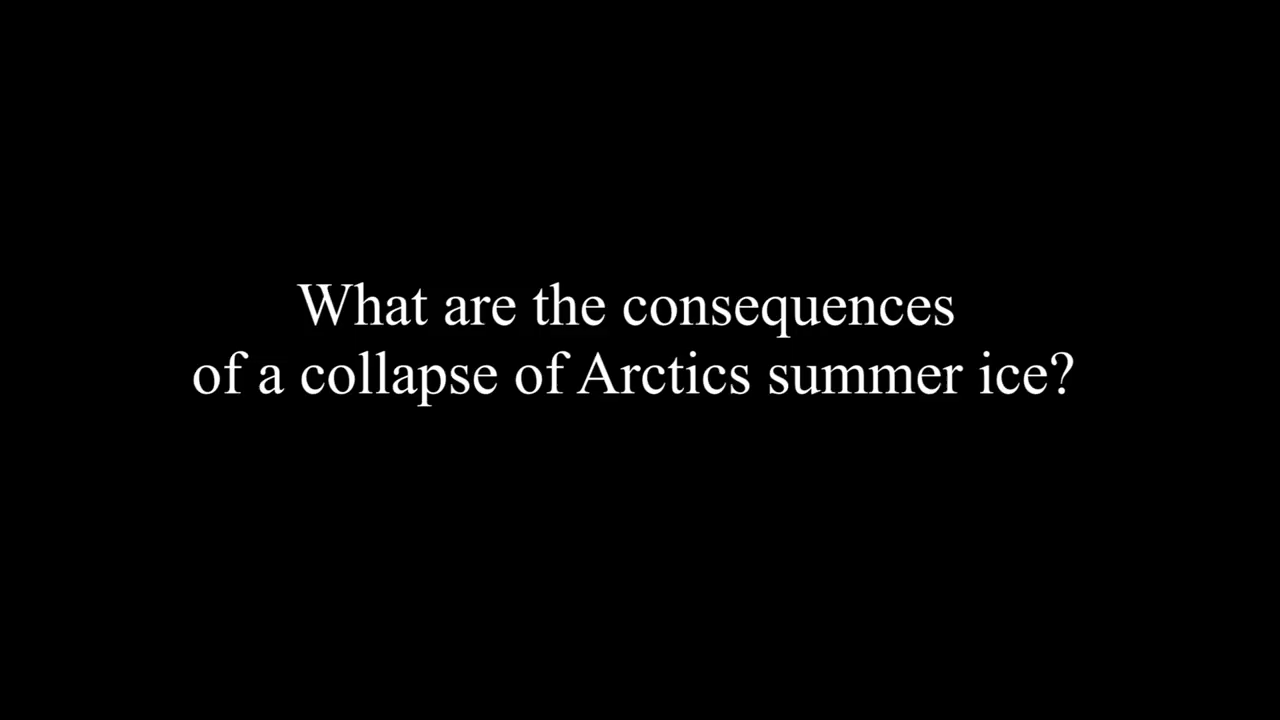 What are the consequences
of a collapse of Arctics summer ice?